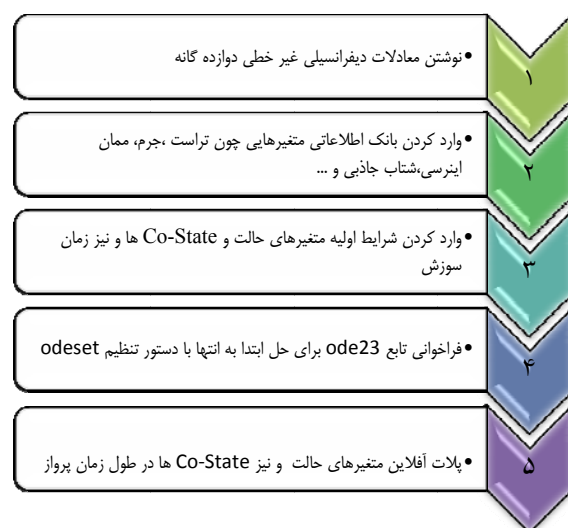 ۱
•نوشتن معادلات دیفرانسیلی غیر خطی دوازده گانه
۲
•وارد کردن بانک اطلاعاتی متغیرهایی چون تراست ،جرم، ممان
اینرسی،شتاب جاذبی و ...
۳
•وارد کردن شرایط اولیه متغیرهای حالت و Co-State ها و نیز زمان
سوزش
۴
•فراخوانی تابع ode23 برای حل ابتدا به انتها با دستور تنظیم odeset
۵
•پلات آفلاین متغیرهای حالت و نیز Co-State ها در طول زمان پرواز